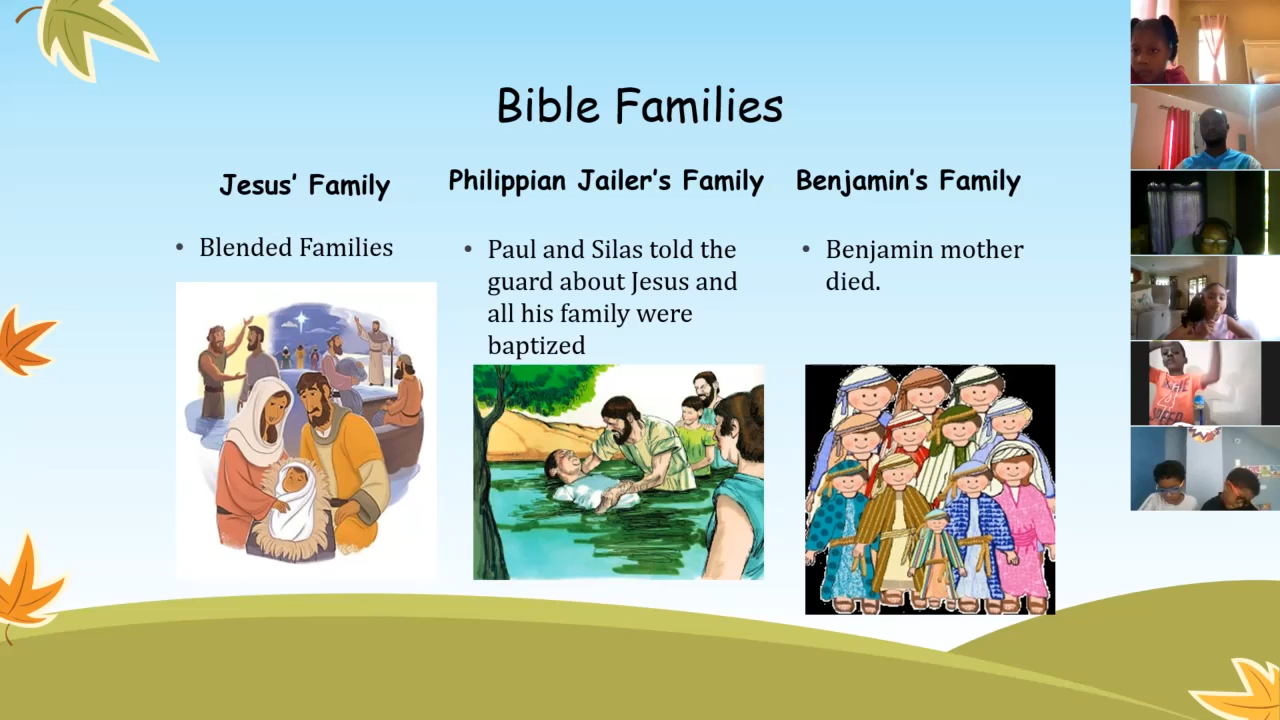 Bible Families
Jesus' Family
• Blended Families
Philippian Jailer's Family
• Paul and Silas told the
guard about Jesus and
all his family were
baptized
Benjamin's Family
• Benjamin mother
died.